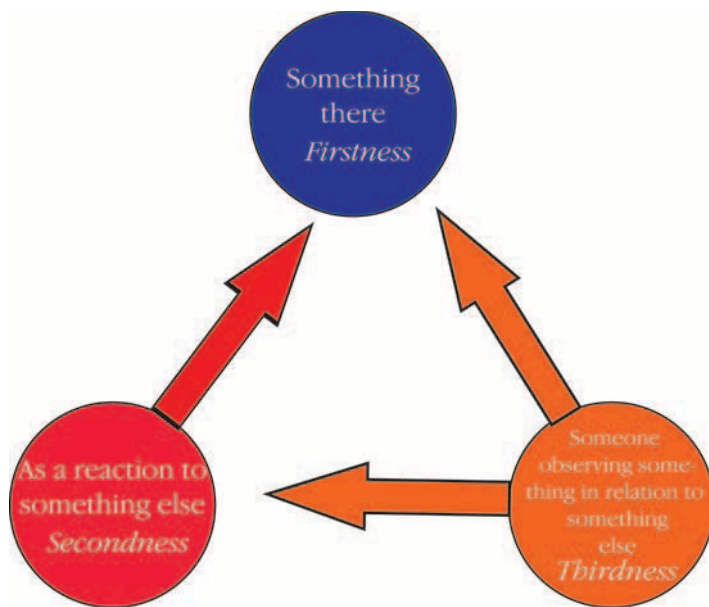 Something
there
Firstness
As a reaction to
something else
Secondness
Someone
observing some-
thing in relation to
something
else
Thirdness